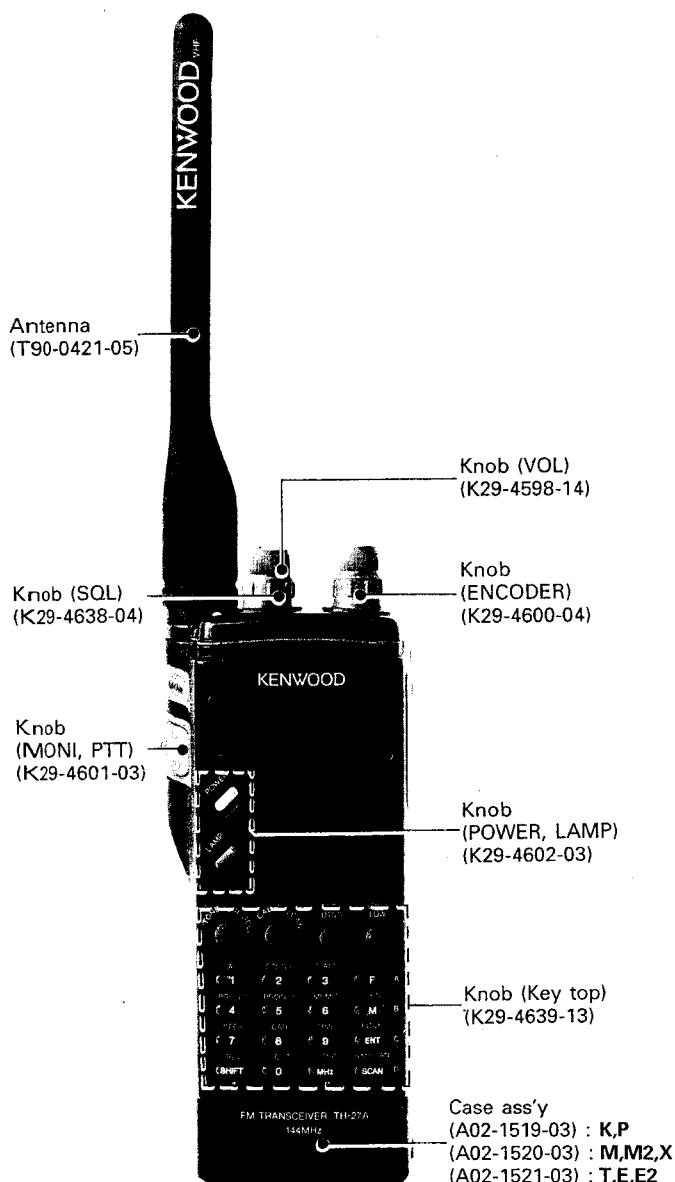 KENWOOD VHF
Antenna
(T90-0421-05)
Knob (VOL)
(K29-4598-14)
Knob (SQL)
(K29-4638-04)
Knob
(ENCODER)
(K29-4600-04)
KENWOOD
Knob
(MONI, PTT)
(K29-4601-03)
POWER
LAMP
Knob
(POWER, LAMP)
(K29-4602-03)
LOW
1 2 3 F A
4 5 6 M B
7 8 9 ENT C
SHIFT 0 MHz SCAN D
Knob (Key top)
(K29-4639-13)
FM TRANSCEIVER TH-27A
144MHz
Case ass'y
(A02-1519-03) : K,P
(A02-1520-03) : M,M2,X
(A02-1521-03) : T,E,E2